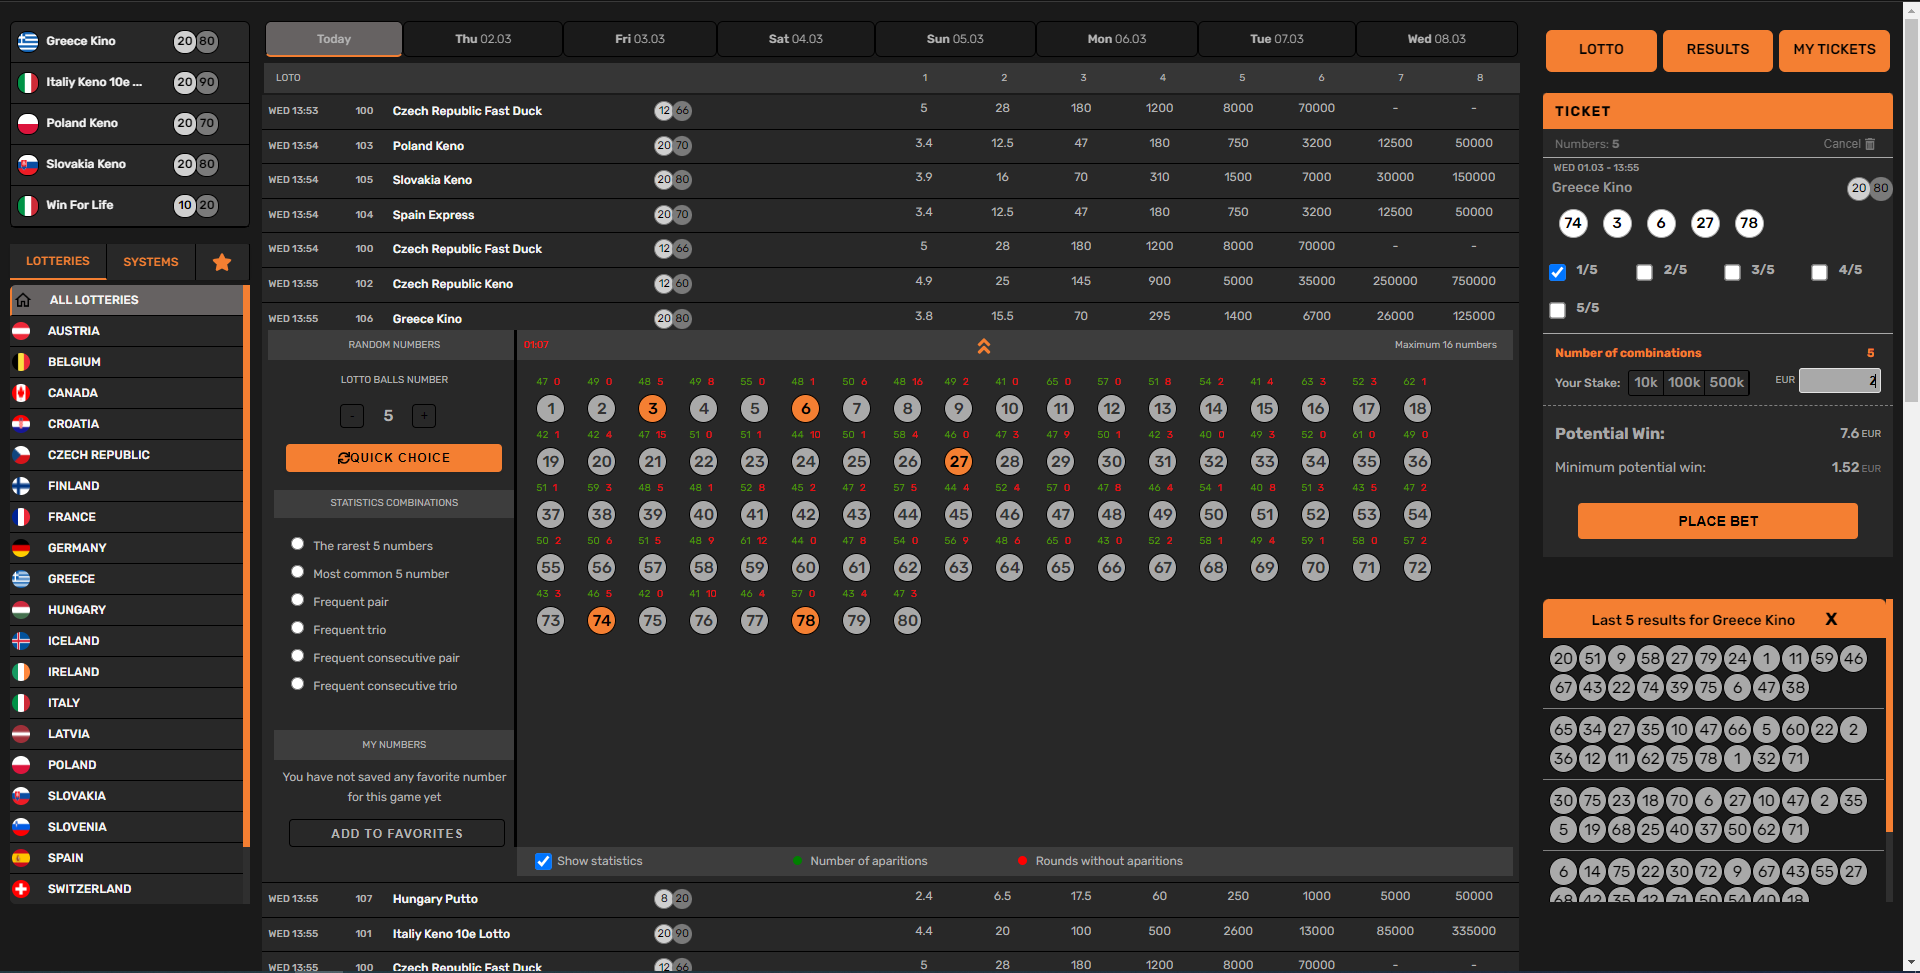 Greece Kino 20 80
Italiy Keno 10e ... 20 90
Poland Keno 20 70
Slovakia Keno 20 80
Win For Life 10 20
LOTTERIES SYSTEMS
ALL LOTTERIES
AUSTRIA
BELGIUM
CANADA
CROATIA
CZECH REPUBLIC
FINLAND
FRANCE
GERMANY
GREECE
HUNGARY
ICELAND
IRELAND
ITALY
LATVIA
POLAND
SLOVAKIA
SLOVENIA
SPAIN
SWITZERLAND
Today Thu 02.03 Fri 03.03 Sat 04.03 Sun 05.03 Mon 06.03 Tue 07.03 Wed 08.03
LOTO 1 2 3 4 5 6 7 8
WED 13:53 100 Czech Republic Fast Duck 12 66 5 28 180 1200 8000 70000 - -
WED 13:54 103 Poland Keno 20 70 3.4 12.5 47 180 750 3200 12500 50000
WED 13:54 105 Slovakia Keno 20 80 3.9 16 70 310 1500 7000 30000 150000
WED 13:54 104 Spain Express 20 70 3.4 12.5 47 180 750 3200 12500 50000
WED 13:54 100 Czech Republic Fast Duck 12 66 5 28 180 1200 8000 70000 - -
WED 13:55 102 Czech Republic Keno 12 60 4.9 25 145 900 5000 35000 250000 750000
WED 13:55 106 Greece Kino 20 80 3.8 15.5 70 295 1400 6700 26000 125000
RANDOM NUMBERS
LOTTO BALLS NUMBER
- 5 +
QUICK CHOICE
STATISTICS COMBINATIONS
The rarest 5 numbers
Most common 5 number
Frequent pair
Frequent trio
Frequent consecutive pair
Frequent consecutive trio
MY NUMBERS
You have not saved any favorite number
for this game yet
ADD TO FAVORITES
01:07 Maximum 16 numbers
47 0 49 0 48 5 49 8 55 0 48 1 50 6 48 16 49 2 41 0 65 0 57 0 51 8 54 2 41 4 63 3 52 3 62 1
1 2 3 4 5 6 7 8 9 10 11 12 13 14 15 16 17 18
42 1 42 4 47 15 51 0 51 1 44 10 50 1 58 4 46 0 47 3 47 9 50 1 42 3 40 0 49 3 52 0 61 0 49 0
19 20 21 22 23 24 25 26 27 28 29 30 31 32 33 34 35 36
51 1 59 3 48 5 48 1 52 8 45 2 47 2 57 5 44 4 52 4 57 0 47 8 46 4 54 1 40 8 51 3 43 5 47 2
37 38 39 40 41 42 43 44 45 46 47 48 49 50 51 52 53 54
50 2 50 6 51 5 48 9 61 12 44 0 47 8 54 0 56 9 48 6 65 0 43 0 52 2 58 1 49 4 59 1 58 0 57 2
55 56 57 58 59 60 61 62 63 64 65 66 67 68 69 70 71 72
43 3 46 5 42 0 41 10 46 4 57 0 43 4 47 3
73 74 75 76 77 78 79 80
Show statistics Number of aparitions Rounds without aparitions
WED 13:55 107 Hungary Putto 8 20 2.4 6.5 17.5 60 250 1000 5000 50000
WED 13:55 101 Italiy Keno 10e Lotto 20 90 4.4 20 100 500 2600 13000 85000 335000
WED 13:55 100 Czech Republic Fast Duck 12 66 5 28 180 1200 8000 70000 - -
LOTTO RESULTS MY TICKETS
TICKET
Numbers: 5 Cancel
WED 01.03 - 13:55
Greece Kino 20 80
74 3 6 27 78
1/5 2/5 3/5 4/5
5/5
Number of combinations 5
Your Stake: 10k 100k 500k EUR 2
Potential Win: 7.6 EUR
Minimum potential win: 1.52 EUR
PLACE BET
Last 5 results for Greece Kino X
20 51 9 58 27 79 24 1 11 59 46
67 43 22 74 39 75 6 47 38
65 34 27 35 10 47 66 5 60 22 2
36 12 11 62 75 78 1 32 71
30 75 23 18 70 6 27 10 47 2 35
5 19 68 25 40 37 50 62 71
6 14 75 22 30 72 9 67 43 55 27
68 42 35 12 71 50 54 40 18